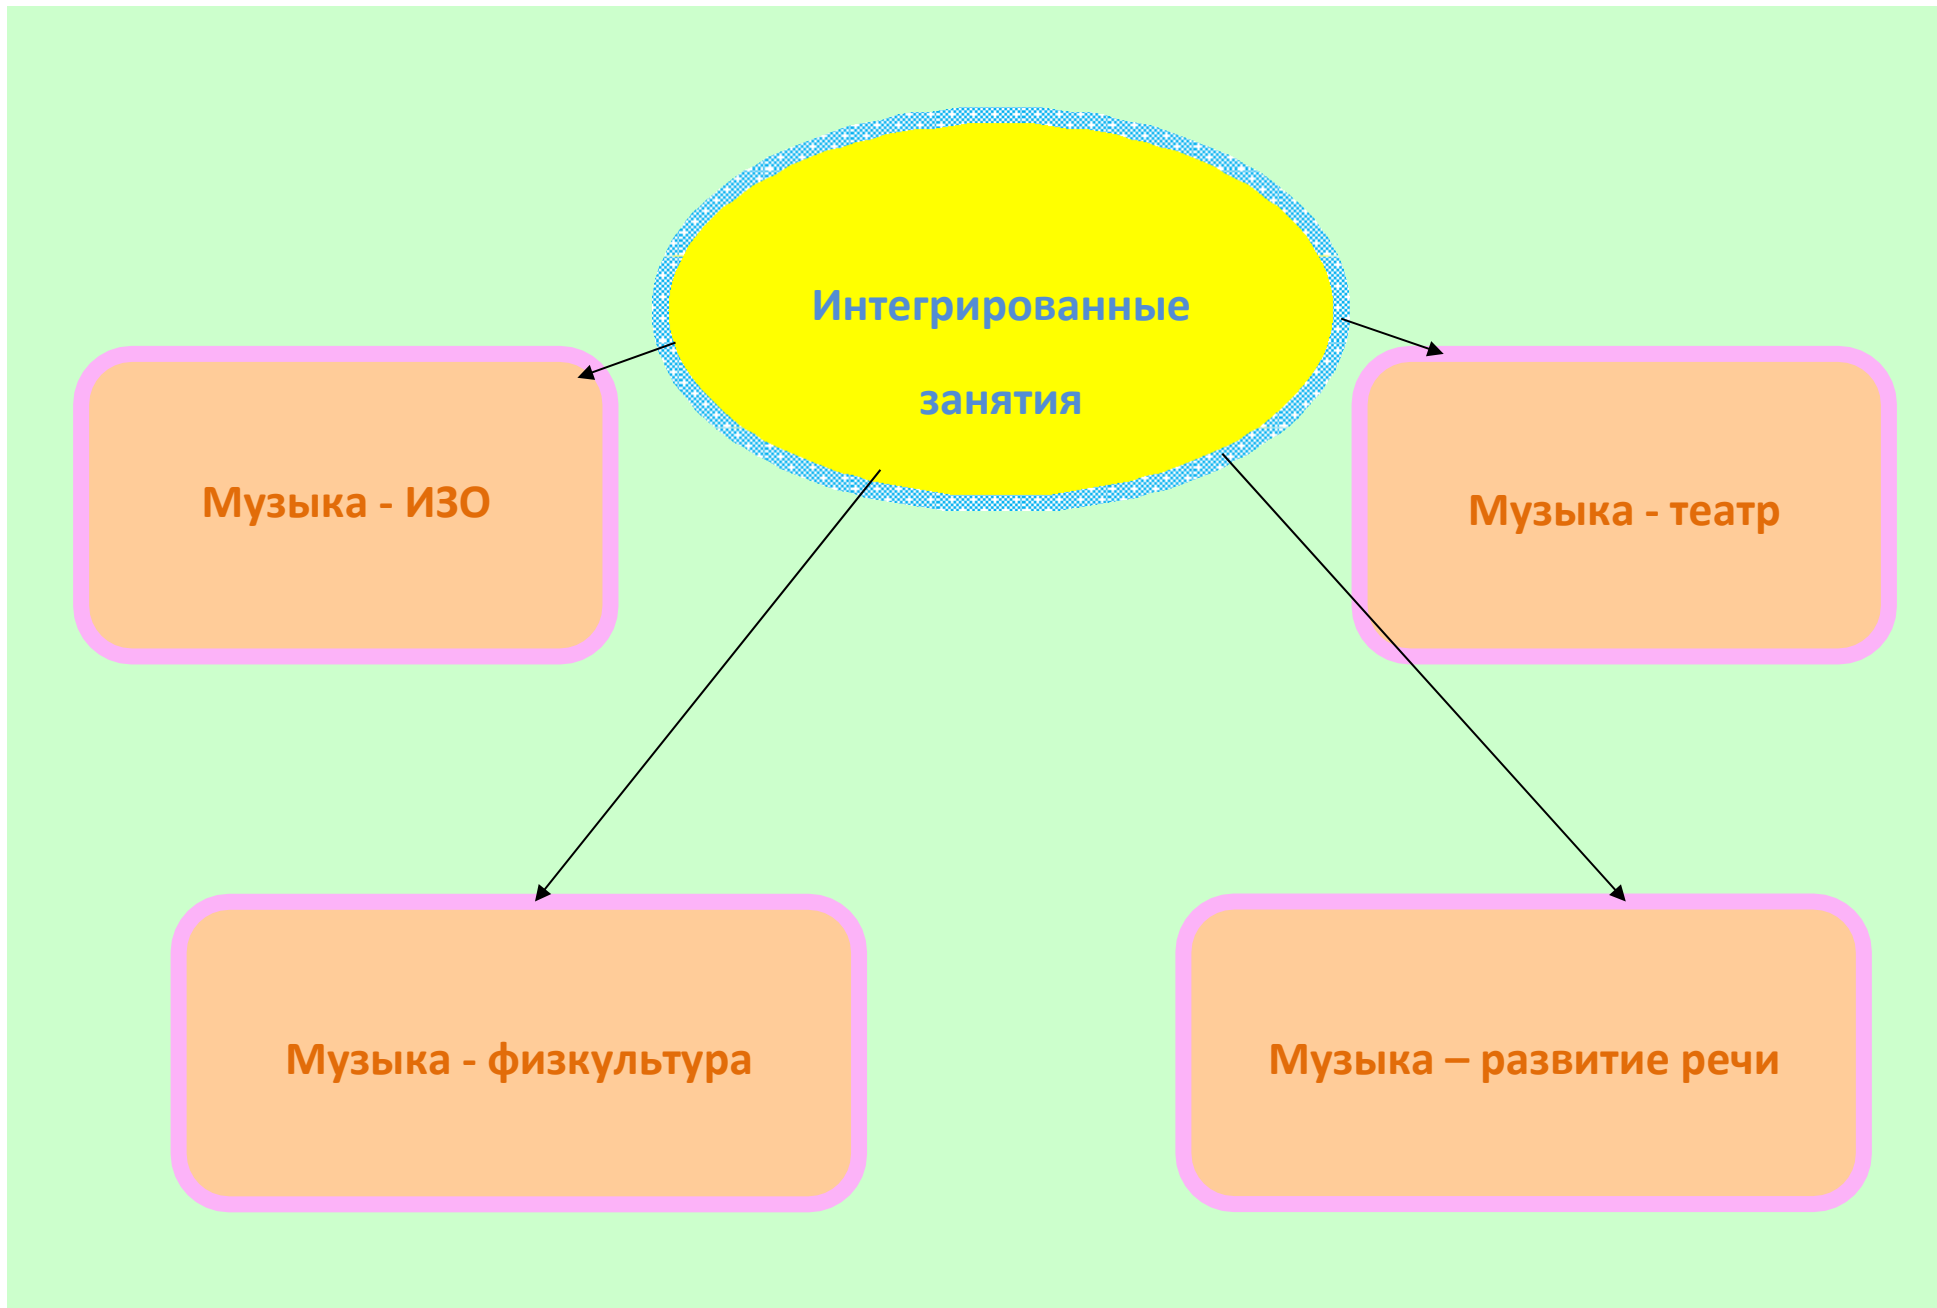 Интегрированные
занятия
Музыка - ИЗО
Музыка - театр
Музыка - физкультура
Музыка – развитие речи